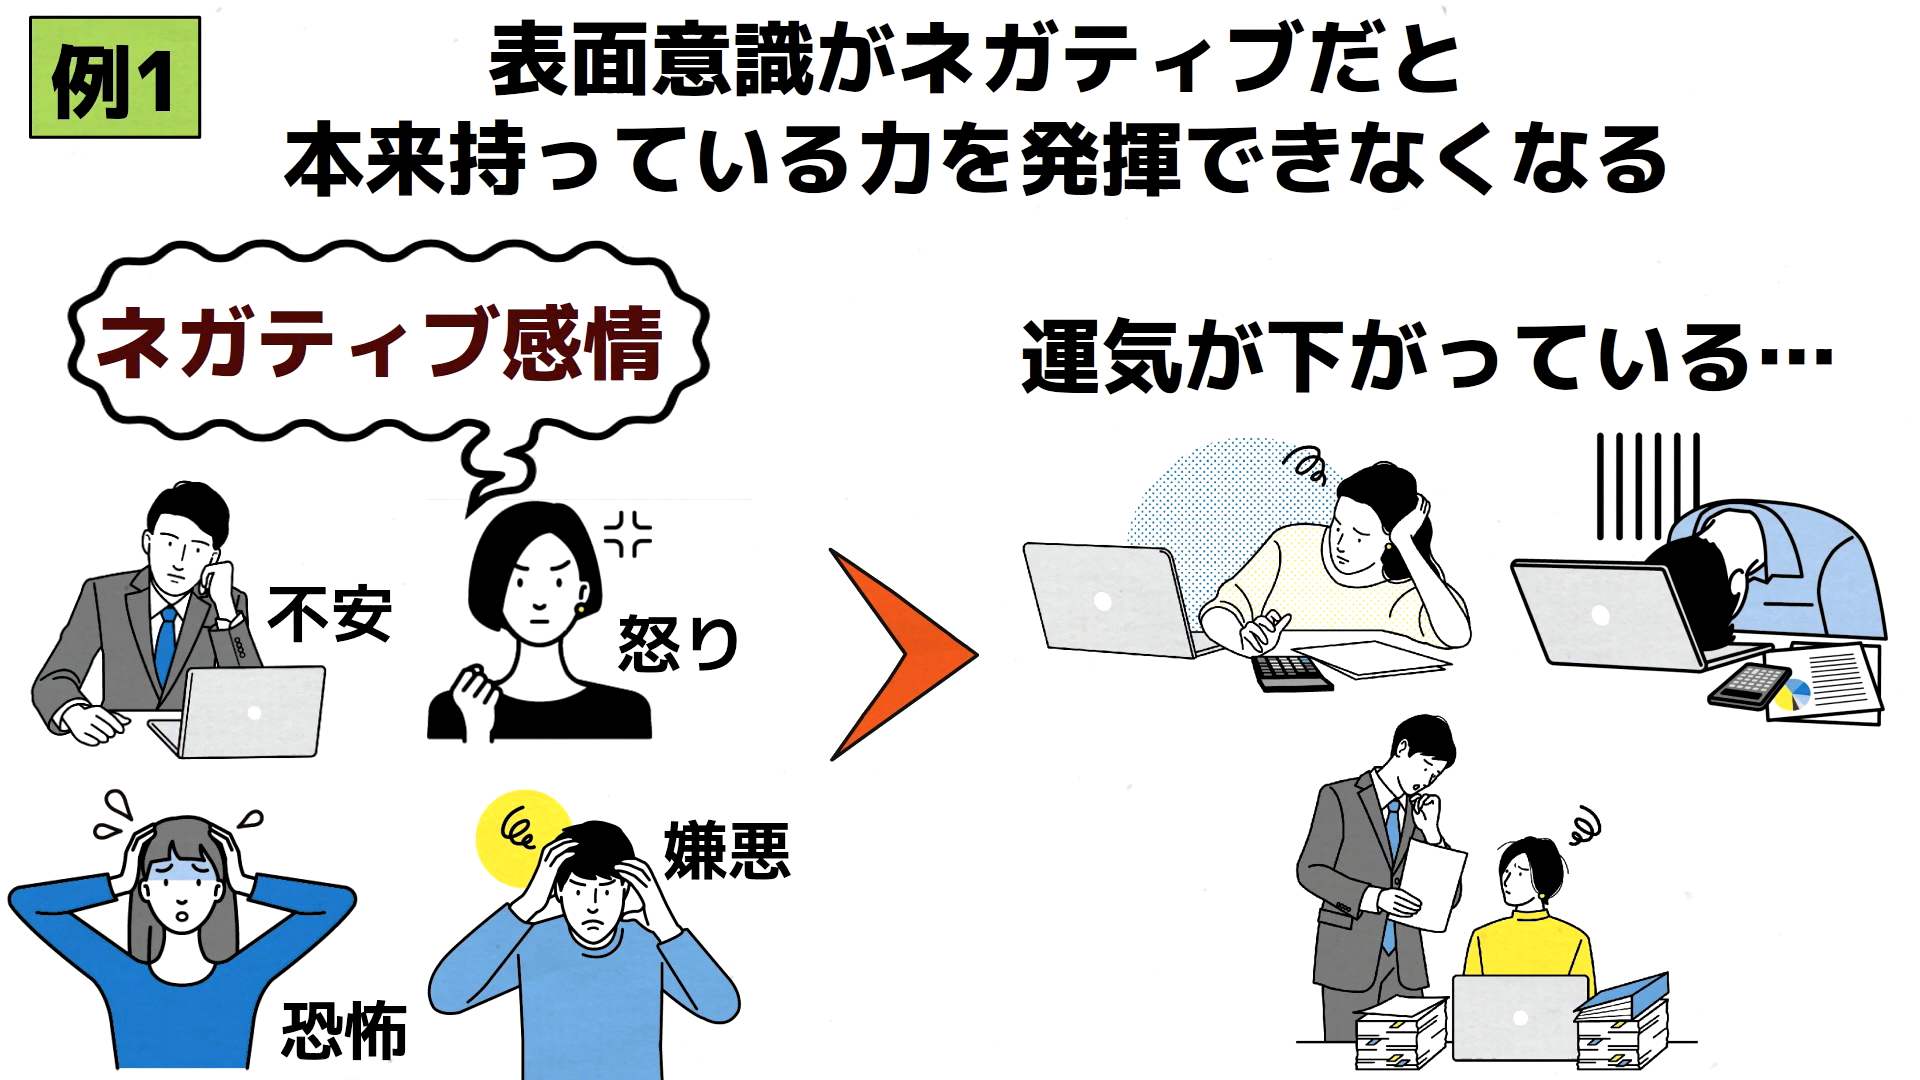 例1
表面意識がネガティブだと
本来持っている力を発揮できなくなる
ネガティブ感情
運気が下がっている…
不安
怒り
嫌悪
恐怖